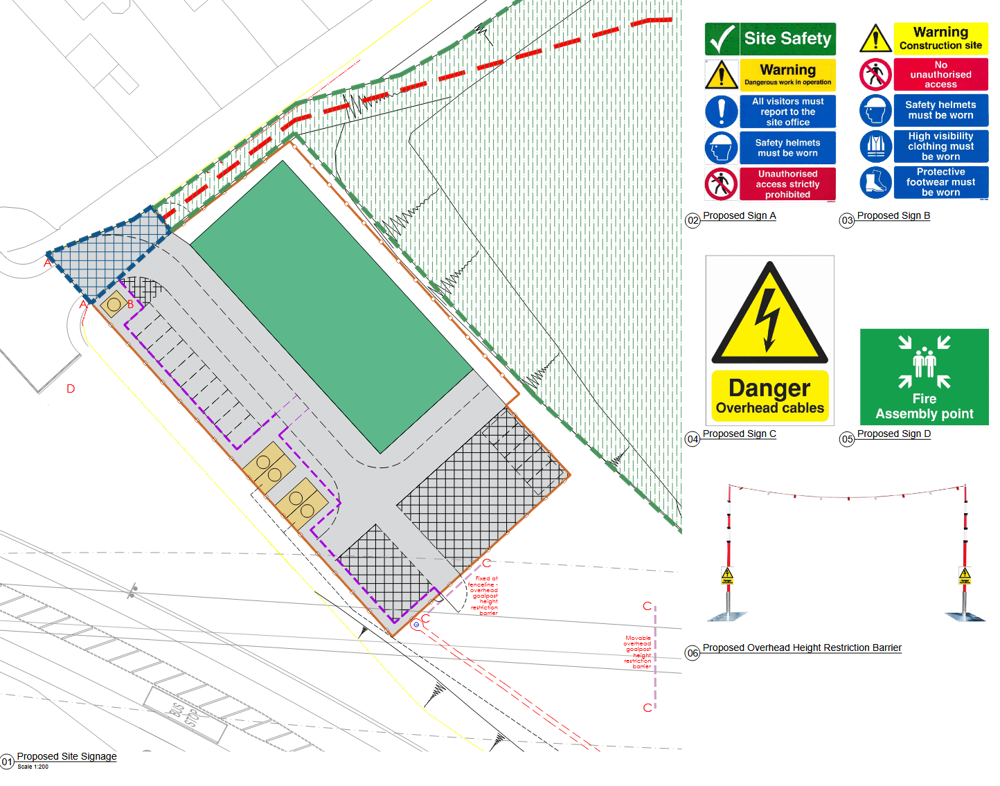 Site Safety
Warning
Dangerous work in operation
All visitors must
report to the
site office
Safety helmets
must be worn
Unauthorised
access strictly
prohibited
02 Proposed Sign A
Warning
Construction site
No
unauthorised
access
Safety helmets
must be worn
High visibility
clothing must
be worn
Protective
footwear must
be worn
03 Proposed Sign B
Danger
Overhead cables
04 Proposed Sign C
Fire
Assembly point
05 Proposed Sign D
06 Proposed Overhead Height Restriction Barrier
A
A
B
D
C
Fixed at
fenceline -
overhead
goalpost
height
restriction
barrier
C
C
Movable
overhead
goalpost
height
restriction
barrier
C
BUS
STOP
01 Proposed Site Signage
Scale 1:200